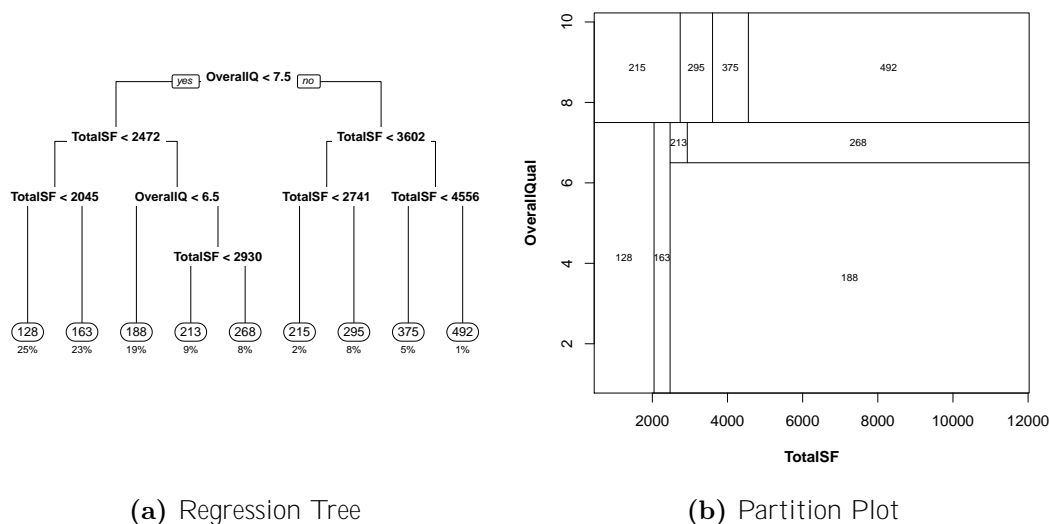 yes OverallQ < 7.5 no
TotalSF < 2472 TotalSF < 3602
TotalSF < 2045 OverallQ < 6.5 TotalSF < 2741 TotalSF < 4556
TotalSF < 2930
128 163 188 213 268 215 295 375 492
25% 23% 19% 9% 8% 2% 8% 5% 1%
(a) Regression Tree
OverallQual
10
8
6
4
2
215 295 375 492
213 268
128 163 188
2000 4000 6000 8000 10000 12000
TotalSF
(b) Partition Plot